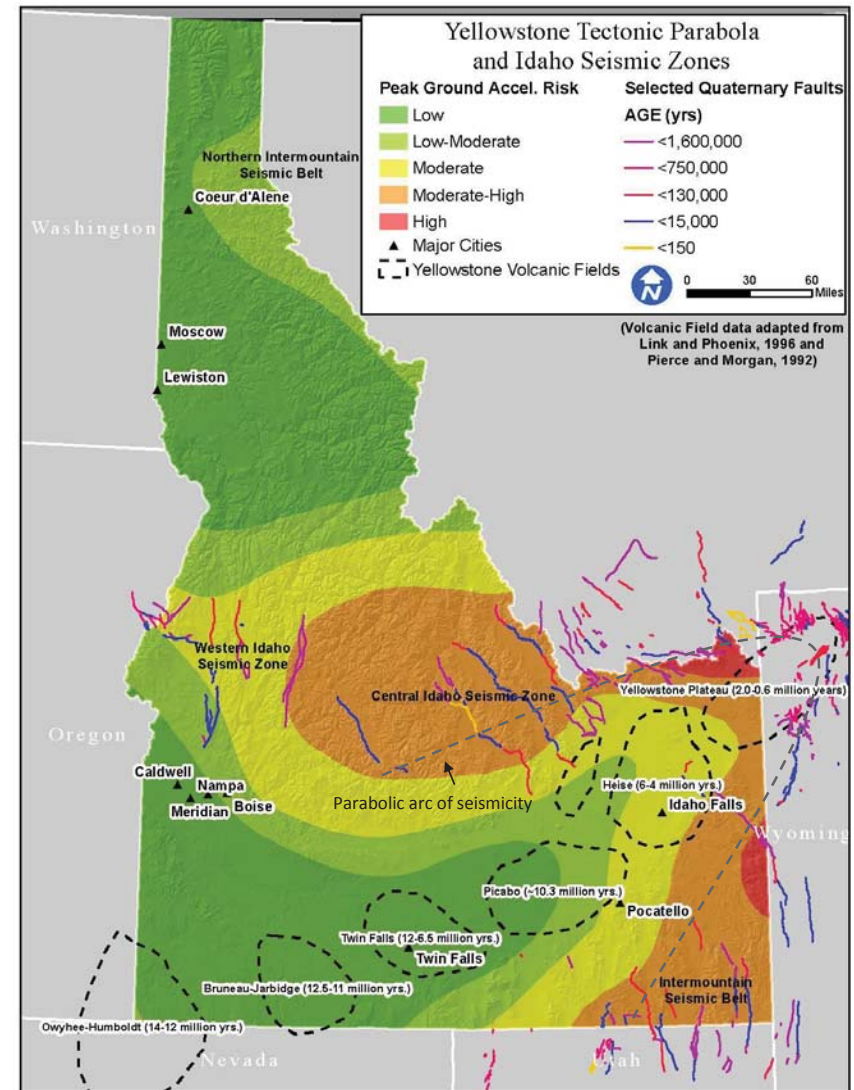 Yellowstone Tectonic Parabola
and Idaho Seismic Zones
Peak Ground Accel. Risk
Low
Low-Moderate
Moderate
Moderate-High
High
Major Cities
Yellowstone Volcanic Fields
Selected Quaternary Faults
AGE (yrs)
<1,600,000
<750,000
<130,000
<15,000
<150
N
0 30 60
Miles
(Volcanic Field data adapted from
Link and Phoenix, 1996 and
Pierce and Morgan, 1992)
Northern Intermountain
Seismic Belt
Coeur d'Alene
Washington
Moscow
Lewiston
Western Idaho
Seismic Zone
Central Idaho Seismic Zone
Yellowstone Plateau (2.0-0.6 million years)
Oregon
Caldwell
Nampa
Meridian
Boise
Parabolic arc of seismicity
Heise (6-4 million yrs.)
Idaho Falls
Wyoming
Picabo (~10.3 million yrs.)
Pocatello
Twin Falls (12-6.5 million yrs.)
Twin Falls
Bruneau-Jarbidge (12.5-11 million yrs.)
Intermountain
Seismic Belt
Owyhee-Humboldt (14-12 million yrs.)
Nevada
Utah